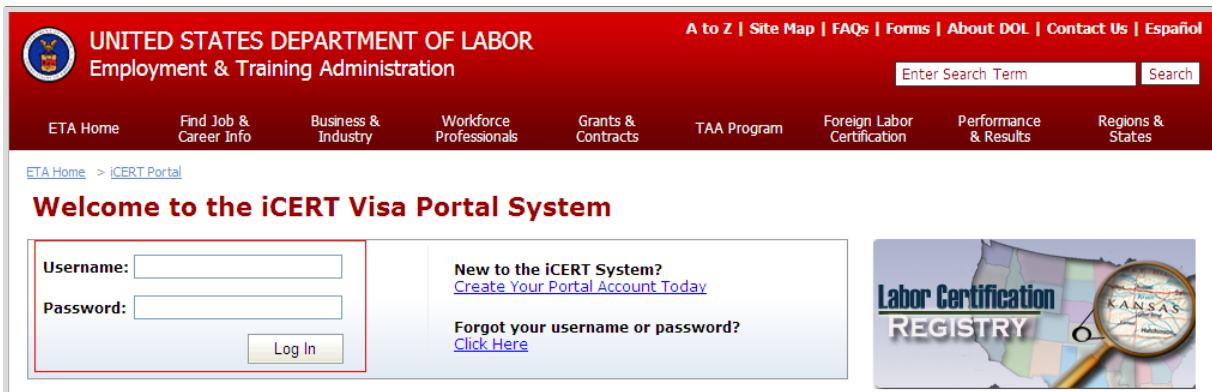 A to Z | Site Map | FAQs | Forms | About DOL | Contact Us | Español
UNITED STATES DEPARTMENT OF LABOR
Employment & Training Administration
Enter Search Term
Search
ETA Home
Find Job &
Career Info
Business &
Industry
Workforce
Professionals
Grants &
Contracts
TAA Program
Foreign Labor
Certification
Performance
& Results
Regions &
States
ETA Home > iCERT Portal
Welcome to the iCERT Visa Portal System
Username:
Password:
Log In
New to the iCERT System?
Create Your Portal Account Today
Forgot your username or password?
Click Here
Labor Certification
REGISTRY
KANSAS